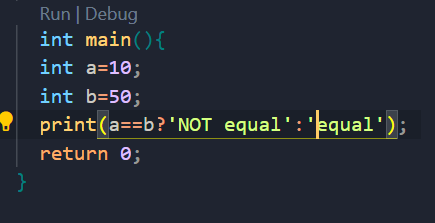 Run | Debug
int main(){
int a=10;
int b=50;
print(a==b?'NOT equal':'equal');
return 0;
}